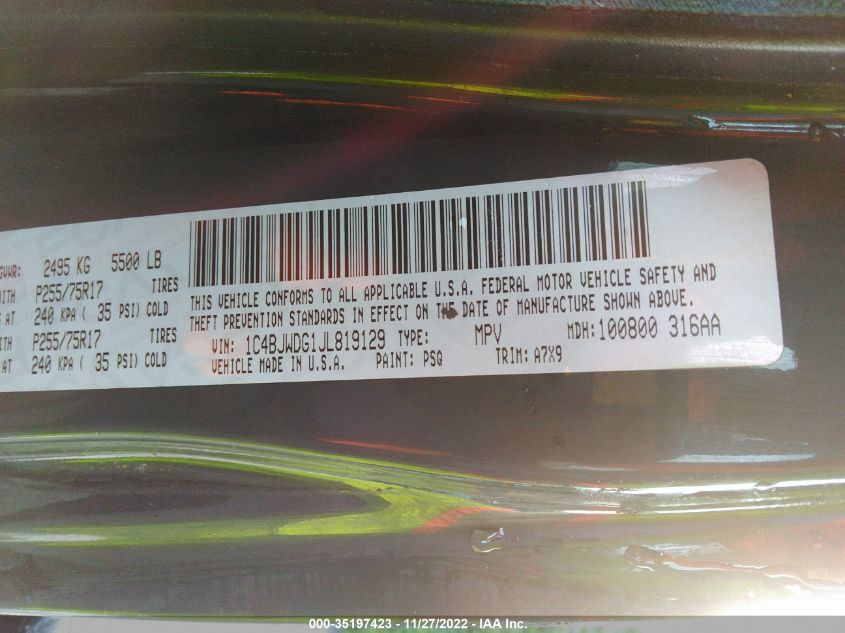 GVWR: 2495 KG 5500 LB
WITH P255/75R17 TIRES
AT 240 KPA ( 35 PSI) COLD
WITH P255/75R17 TIRES
AT 240 KPA ( 35 PSI) COLD
THIS VEHICLE CONFORMS TO ALL APPLICABLE U.S.A. FEDERAL MOTOR VEHICLE SAFETY AND
THEFT PREVENTION STANDARDS IN EFFECT ON THE DATE OF MANUFACTURE SHOWN ABOVE.
VIN: 1C4BJWDG1JL819129 TYPE: MPV MDH: 100800 316AA
VEHICLE MADE IN U.S.A. PAINT: PSQ TRIM: A7X9
000-35197423 - 11/27/2022 - IAA Inc.